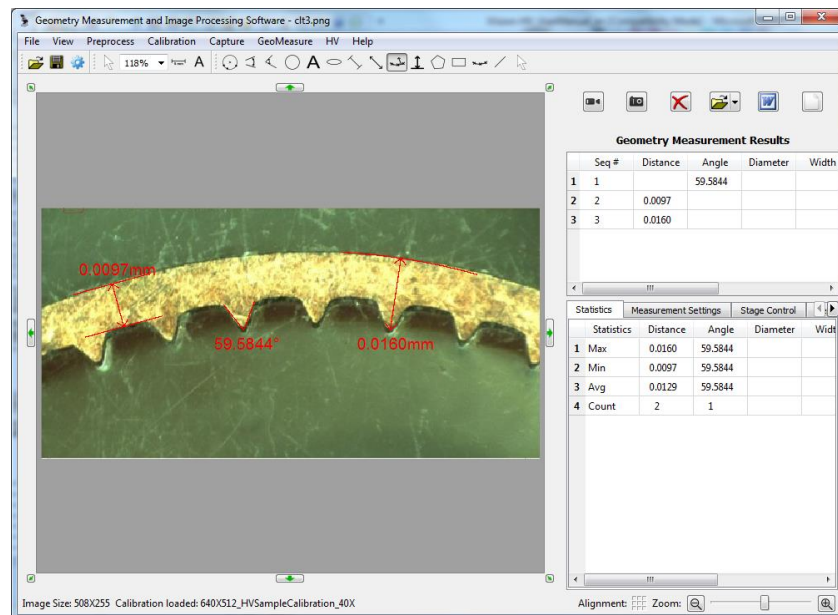 Geometry Measurement and Image Processing Software - clt3.png
File View Preprocess Calibration Capture GeoMeasure HV Help
118% A A
Geometry Measurement Results
Seq # Distance Angle Diameter Width
1 1 59.5844
2 2 0.0097
3 3 0.0160
0.0097mm
59.5844°
0.0160mm
Statistics Measurement Settings Stage Control
Statistics Distance Angle Diameter Widt
1 Max 0.0160 59.5844
2 Min 0.0097 59.5844
3 Avg 0.0129 59.5844
4 Count 2 1
Image Size: 508X255 Calibration loaded: 640X512_HVSampleCalibration_40X
Alignment: Zoom: